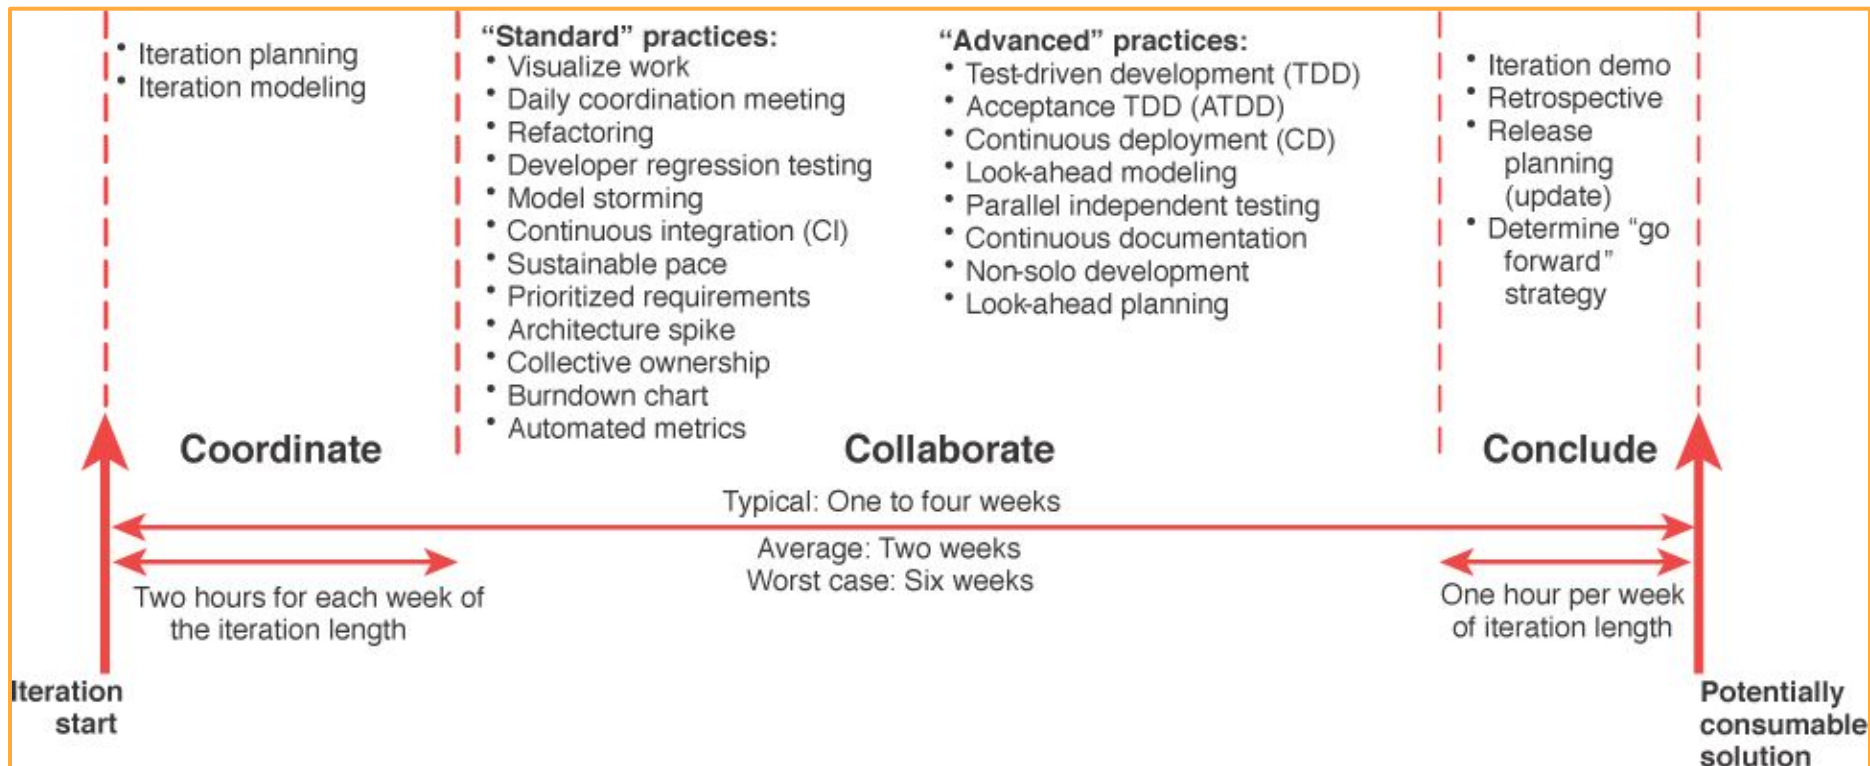 • Iteration planning
• Iteration modeling
“Standard” practices:
• Visualize work
• Daily coordination meeting
• Refactoring
• Developer regression testing
• Model storming
• Continuous integration (CI)
• Sustainable pace
• Prioritized requirements
• Architecture spike
• Collective ownership
• Burndown chart
• Automated metrics
“Advanced” practices:
• Test-driven development (TDD)
• Acceptance TDD (ATDD)
• Continuous deployment (CD)
• Look-ahead modeling
• Parallel independent testing
• Continuous documentation
• Non-solo development
• Look-ahead planning
• Iteration demo
• Retrospective
• Release
planning
(update)
• Determine “go
forward”
strategy
Coordinate
Collaborate
Conclude
Typical: One to four weeks
Average: Two weeks
Worst case: Six weeks
Two hours for each week of
the iteration length
One hour per week
of iteration length
Iteration
start
Potentially
consumable
solution